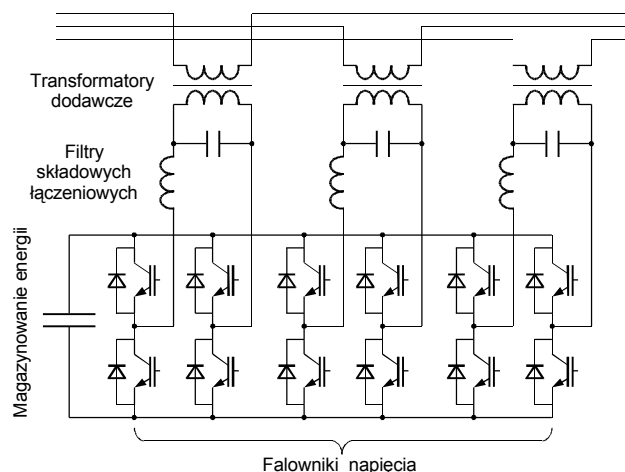 Transformatory
dodawcze
Filtry
składowych
łączeniowych
Magazynowanie energii
Falowniki napięcia